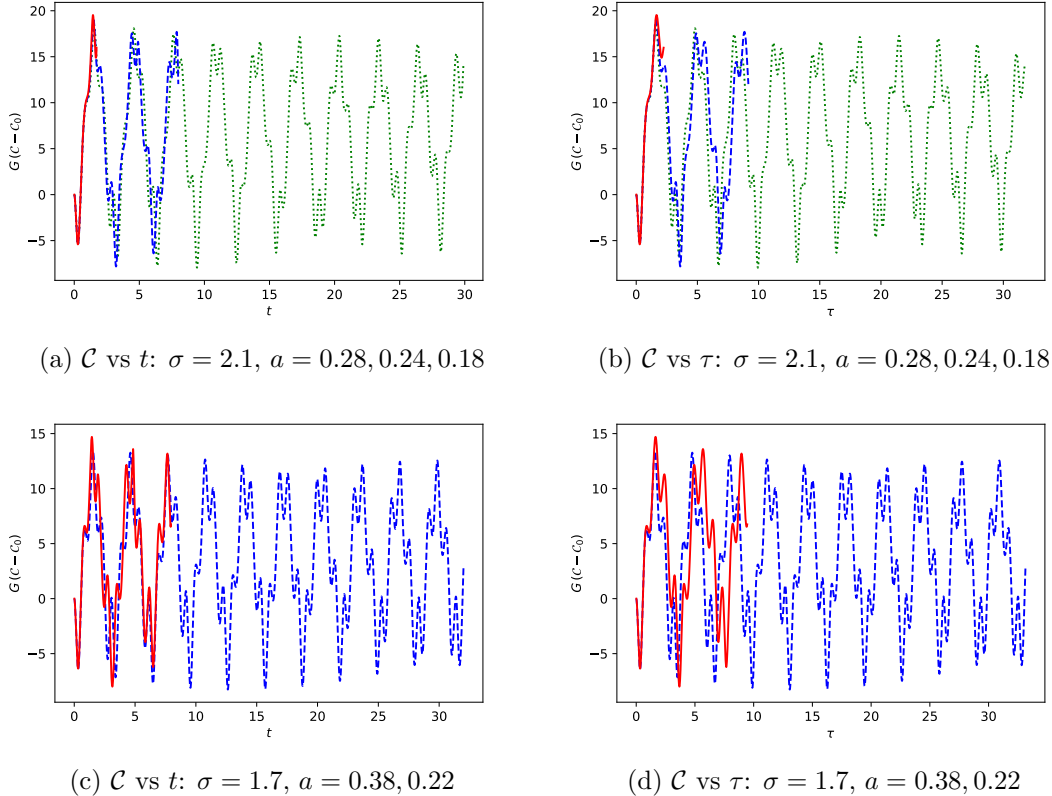 20
15
10
5
0
−5
G(C − C₀)
0 5 10 15 20 25 30
t
(a) C vs t: σ = 2.1, a = 0.28, 0.24, 0.18
20
15
10
5
0
−5
G(C − C₀)
0 5 10 15 20 25 30
τ
(b) C vs τ: σ = 2.1, a = 0.28, 0.24, 0.18
15
10
5
0
−5
G(C − C₀)
0 5 10 15 20 25 30
t
(c) C vs t: σ = 1.7, a = 0.38, 0.22
15
10
5
0
−5
G(C − C₀)
0 5 10 15 20 25 30
τ
(d) C vs τ: σ = 1.7, a = 0.38, 0.22